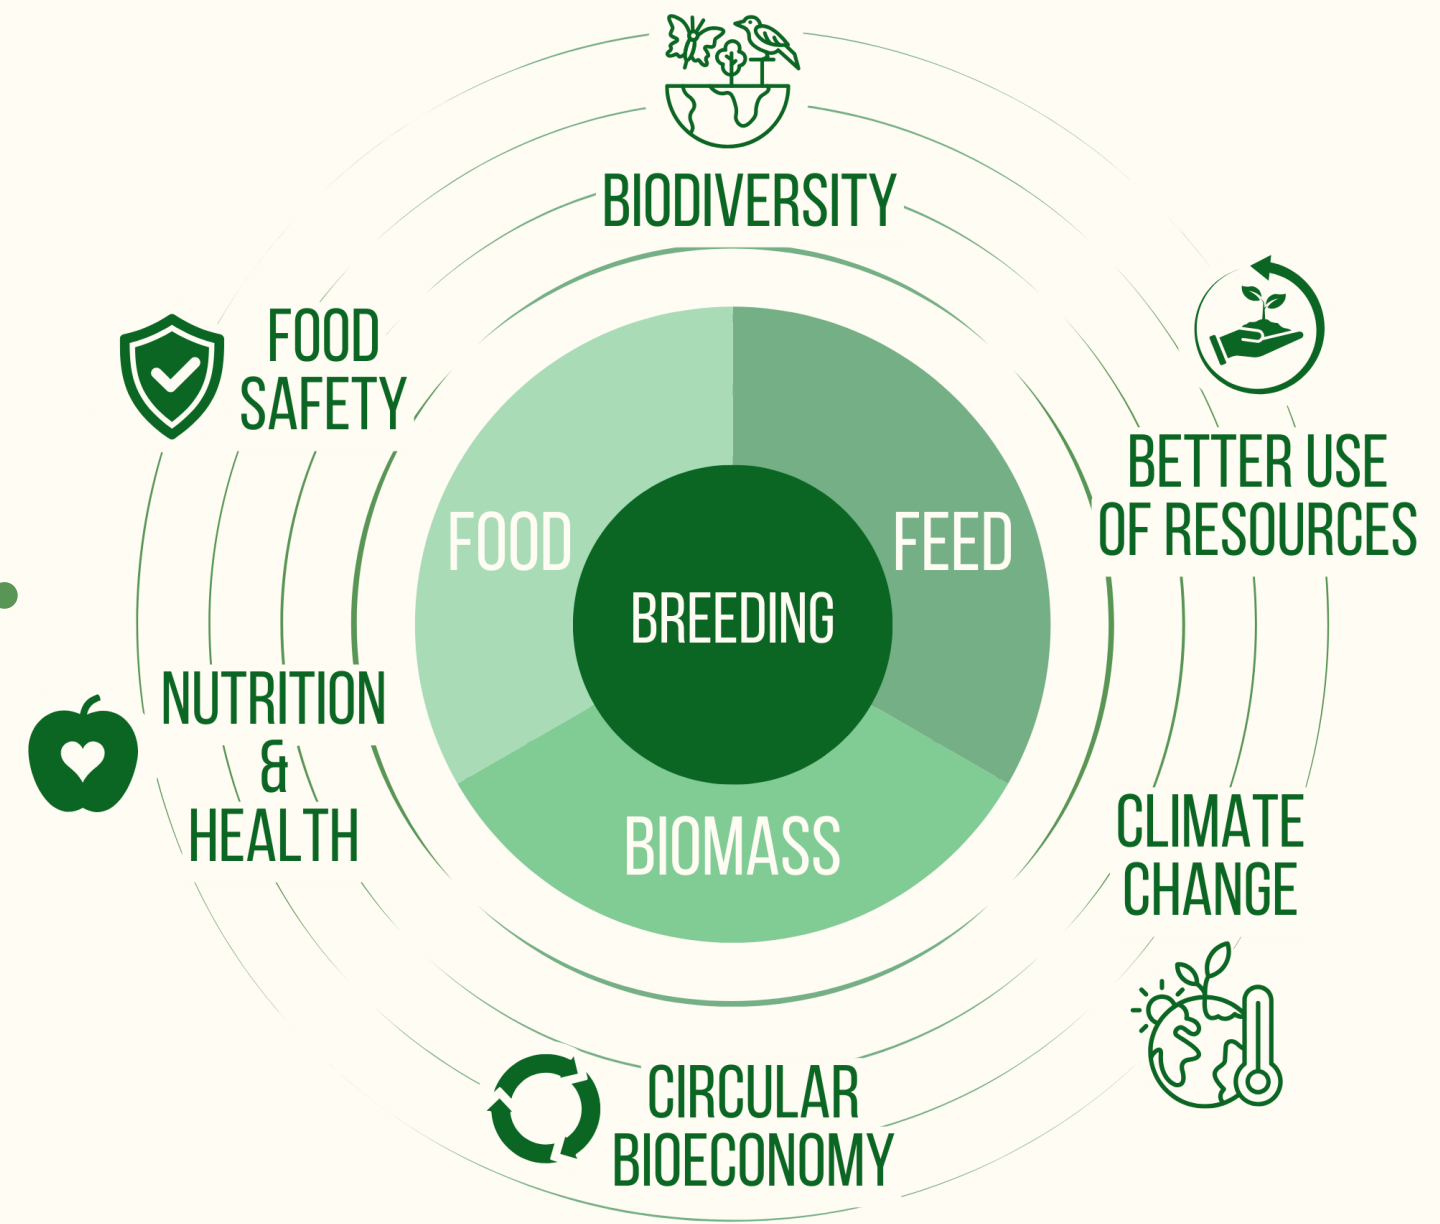 BIODIVERSITY
FOOD
SAFETY
BETTER USE
OF RESOURCES
FOOD
FEED
BREEDING
NUTRITION
&
HEALTH
BIOMASS
CLIMATE
CHANGE
CIRCULAR
BIOECONOMY